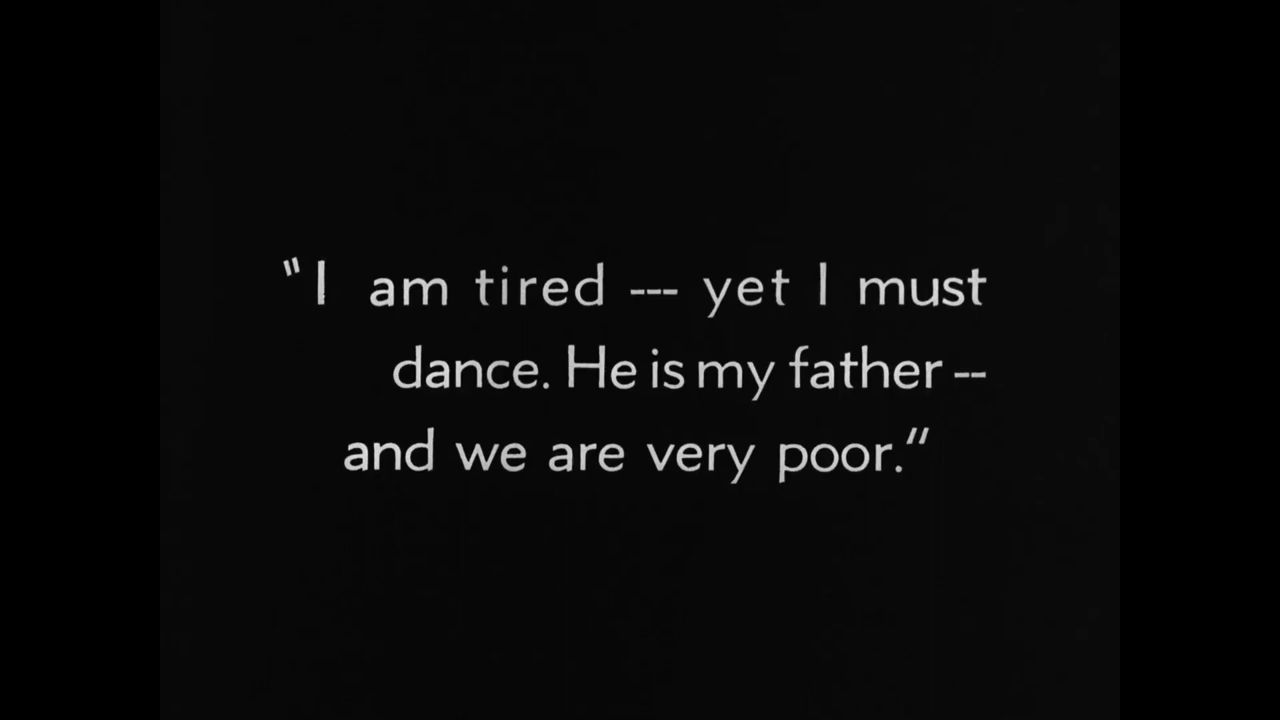 "I am tired --- yet I must
dance. He is my father --
and we are very poor."